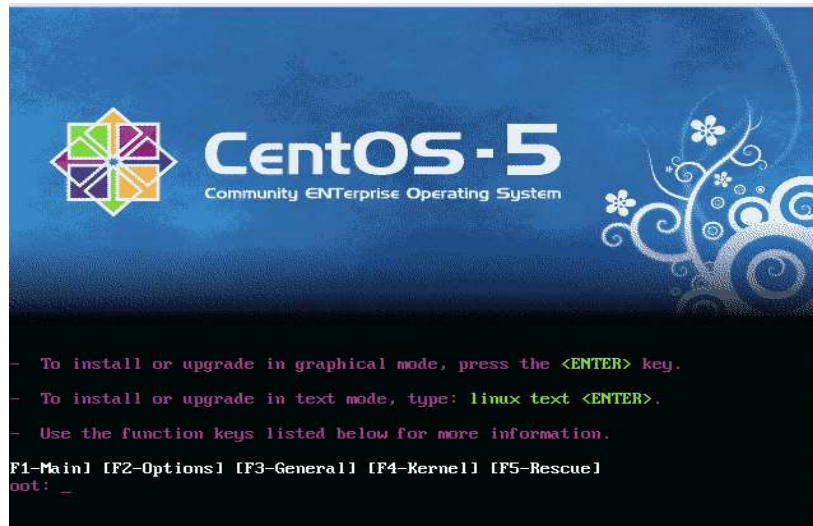 CentOS-5
Community ENTerprise Operating System
- To install or upgrade in graphical mode, press the <ENTER> key.
- To install or upgrade in text mode, type: linux text <ENTER>.
- Use the function keys listed below for more information.
F1-Main] [F2-Options] [F3-General] [F4-Kernel] [F5-Rescue]
oot: _